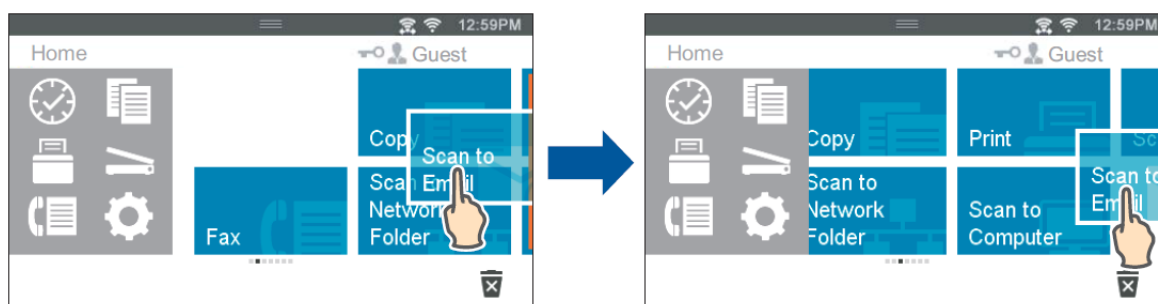 12:59PM
Home
Guest
Copy
Scan to
Email
Scan
Network
Folder
Fax
12:59PM
Home
Guest
Copy
Print
Sc
Scan to
Network
Folder
Scan to
Computer
Scan to
Email